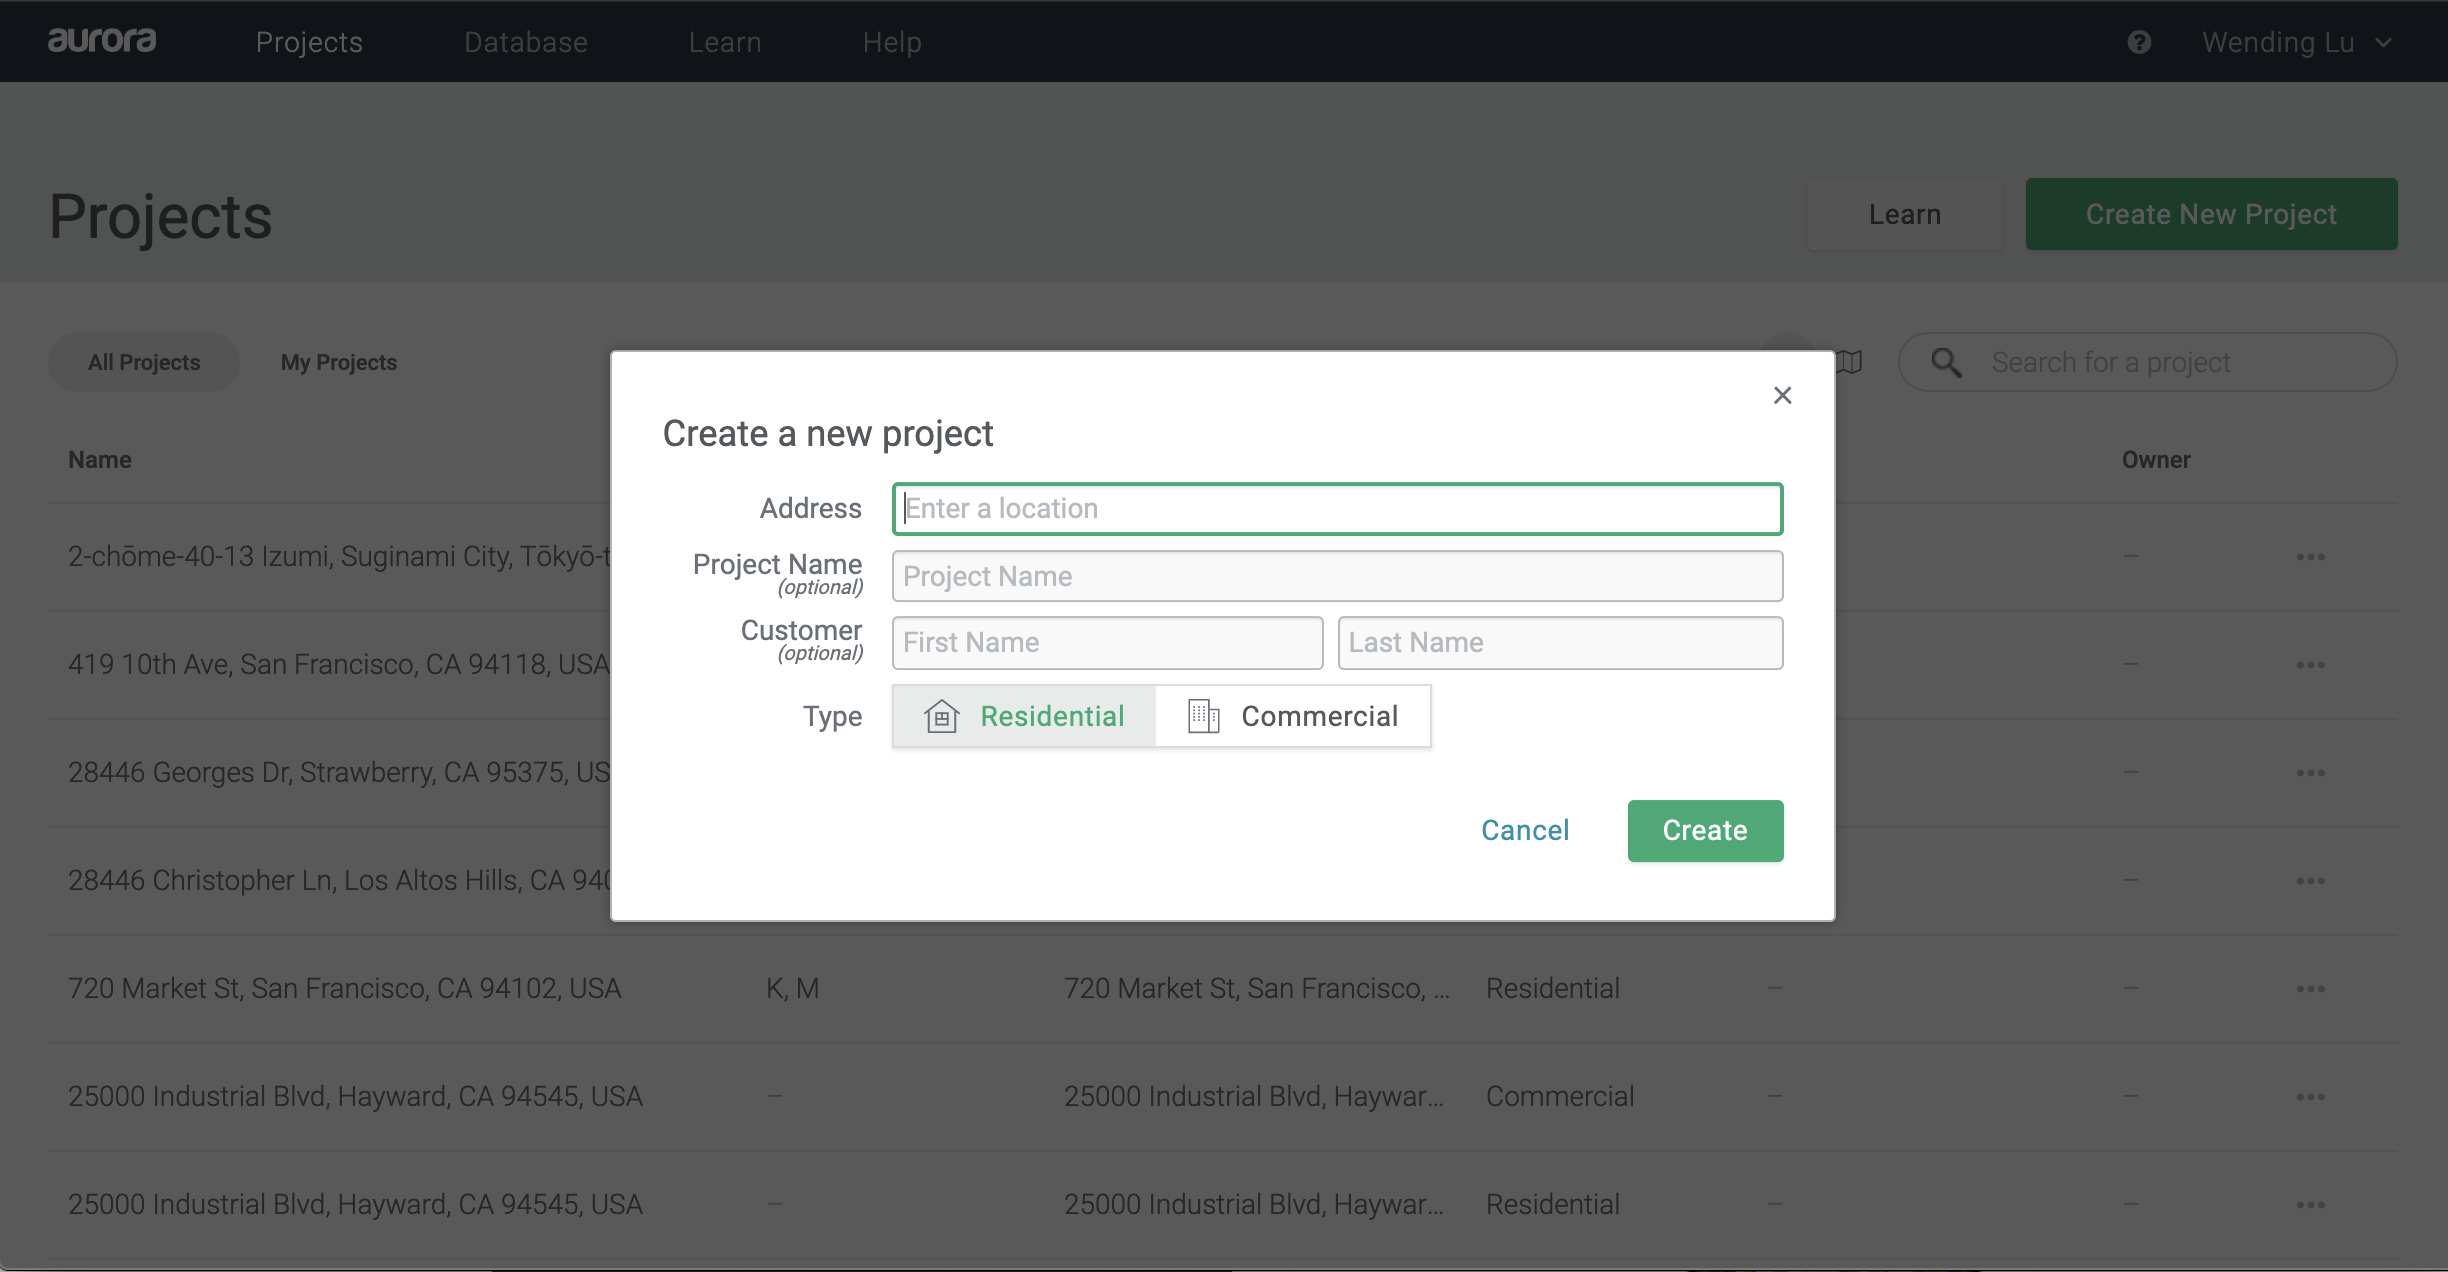 aurora Projects Database Learn Help Wending Lu
Projects Learn Create New Project
All Projects My Projects Search for a project
Name Owner
Create a new project
Address Enter a location
Project Name Project Name
(optional)
Customer First Name Last Name
(optional)
Type Residential Commercial
Cancel Create
2-chōme-40-13 Izumi, Suginami City, Tōkyō-t –
419 10th Ave, San Francisco, CA 94118, USA –
28446 Georges Dr, Strawberry, CA 95375, US –
28446 Christopher Ln, Los Altos Hills, CA 940 –
720 Market St, San Francisco, CA 94102, USA K, M 720 Market St, San Francisco, ... Residential – –
25000 Industrial Blvd, Hayward, CA 94545, USA – 25000 Industrial Blvd, Haywar... Commercial – –
25000 Industrial Blvd, Hayward, CA 94545, USA – 25000 Industrial Blvd, Haywar... Residential – –